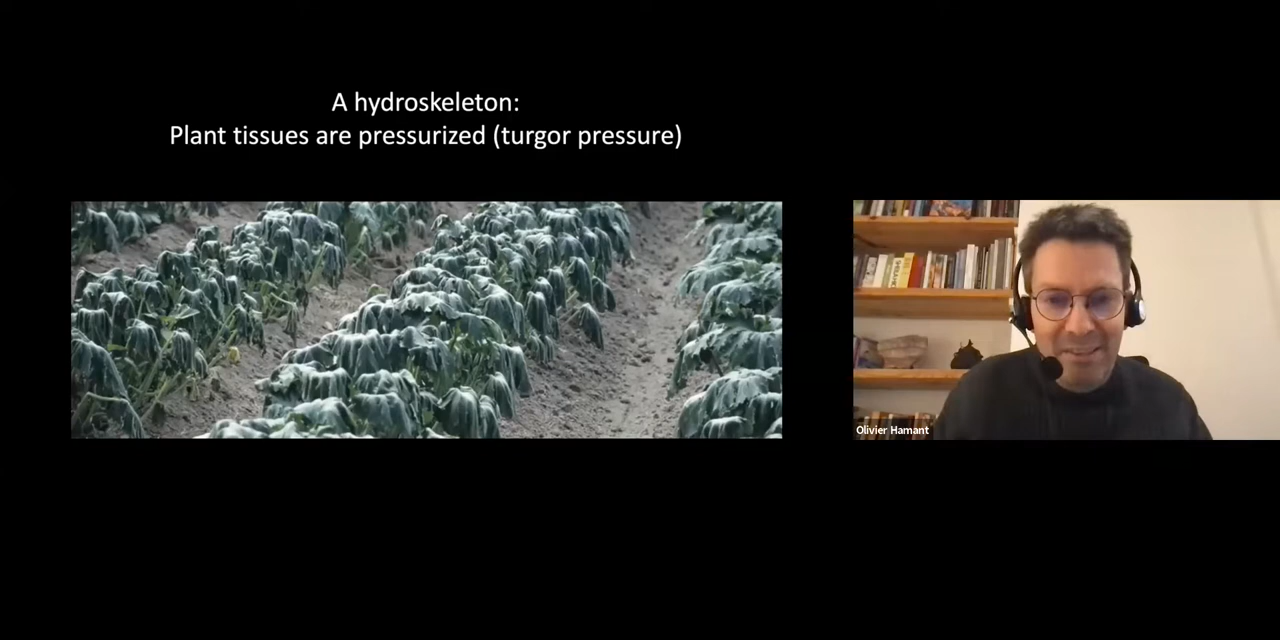 A hydroskeleton:
Plant tissues are pressurized (turgor pressure)
Olivier Hamant